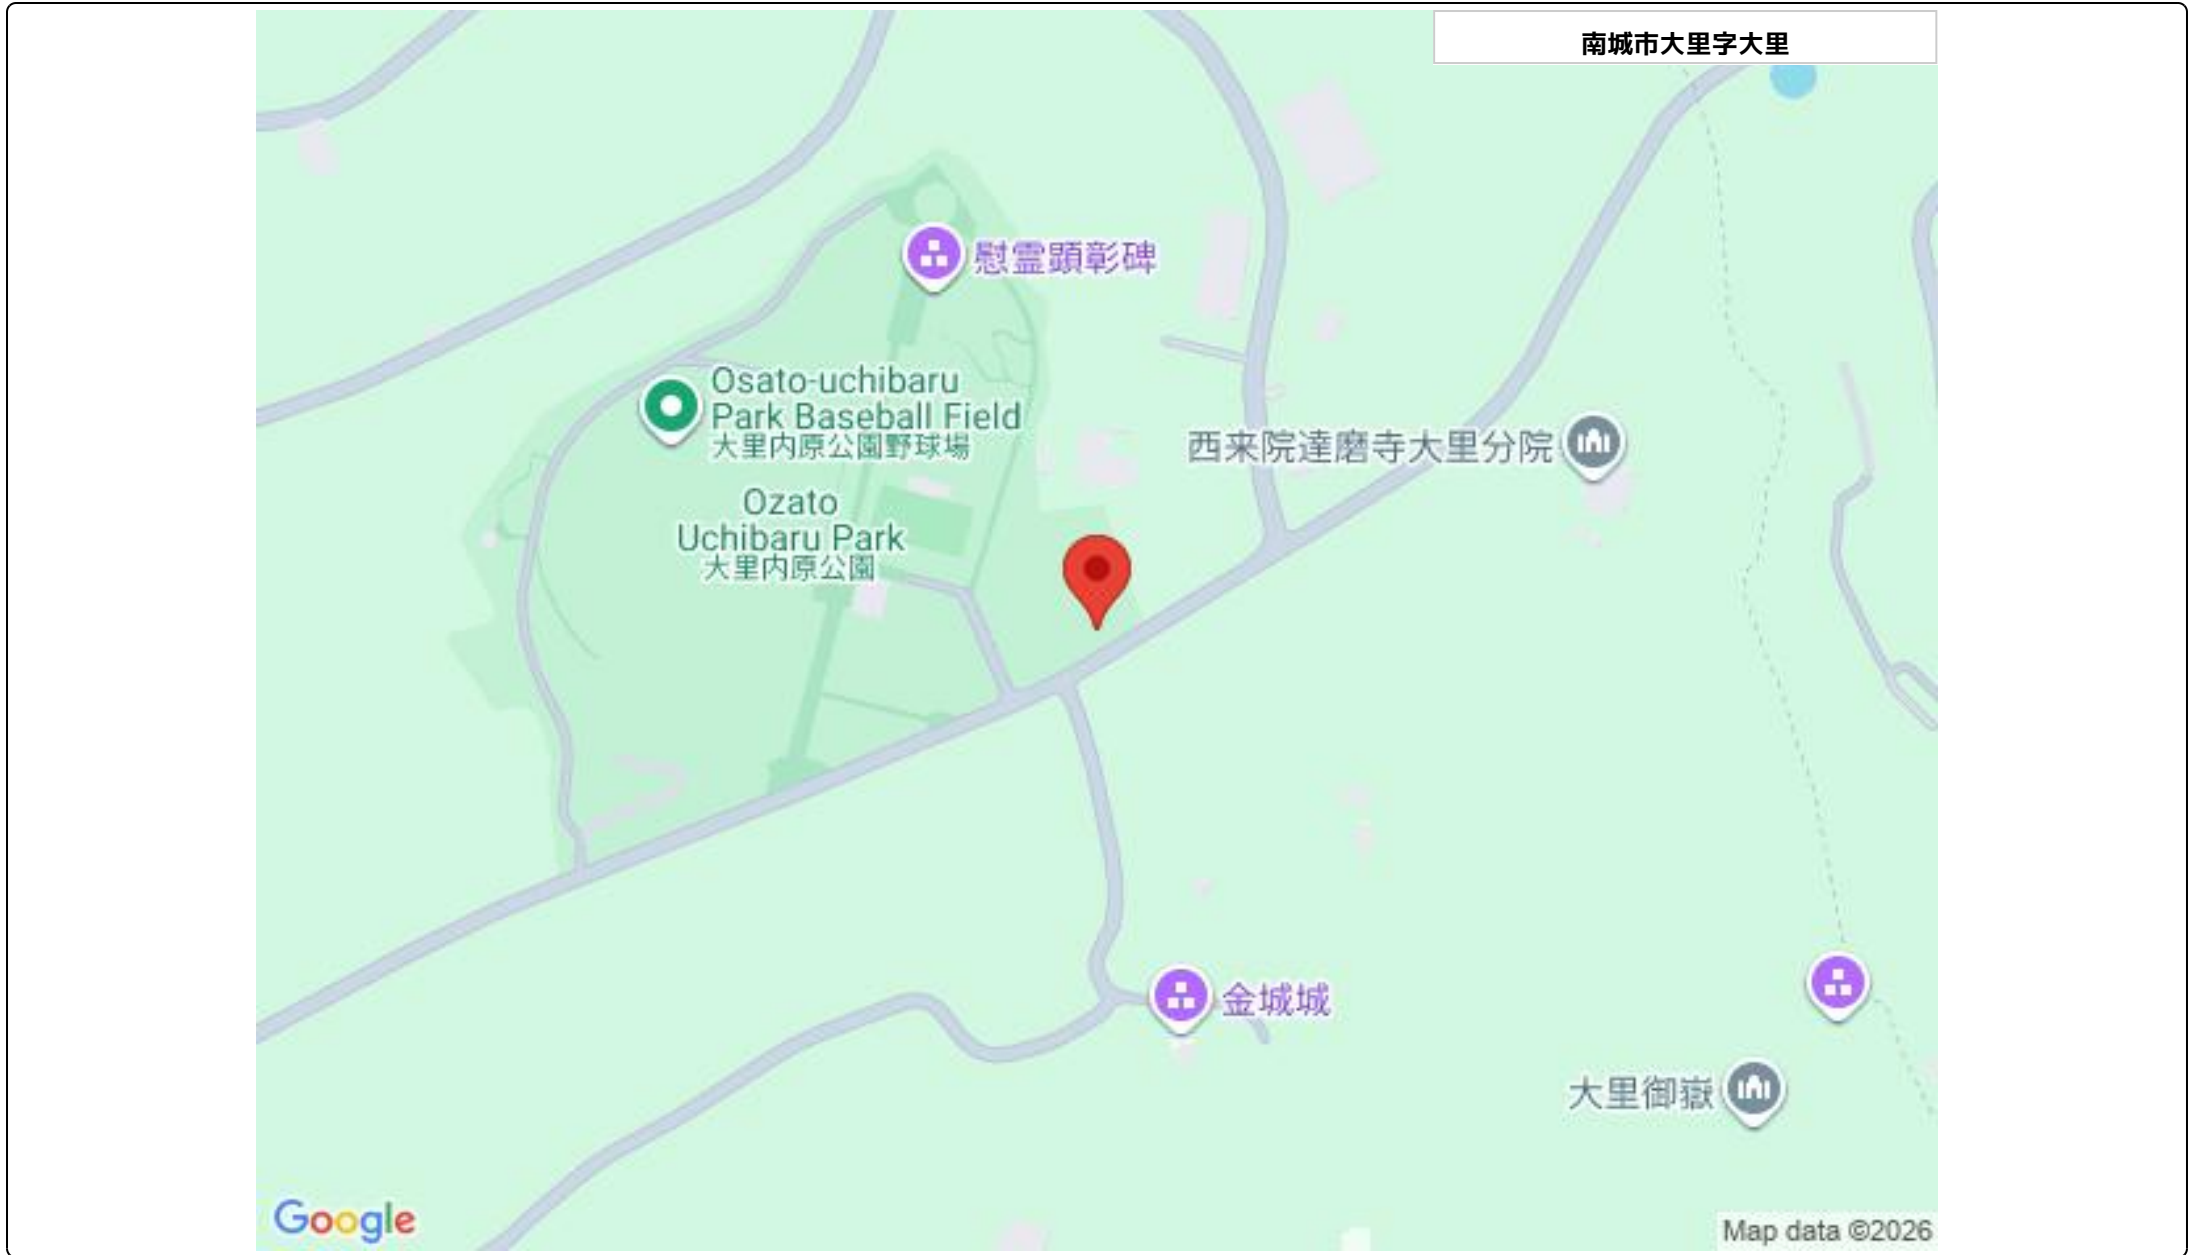 南城市大里字大里
慰霊顕彰碑
Osato-uchibaru
Park Baseball Field
大里内原公園野球場
西来院達磨寺大里分院
Ozato
Uchibaru Park
大里内原公園
金城城
大里御嶽
Google
Map data ©2026